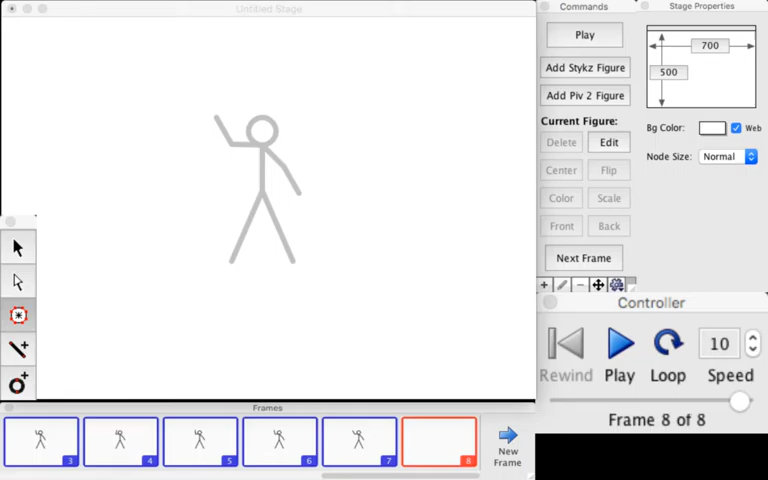 Untitled Stage
Commands
Play
Add Stykz Figure
Add Piv 2 Figure
Current Figure:
Delete
Edit
Center
Flip
Color
Scale
Front
Back
Next Frame
Stage Properties
700
500
Bg Color:
Web
Node Size:
Normal
Controller
Rewind
Play
Loop
10
Speed
Frame 8 of 8
Frames
3
4
5
6
7
8
New
Frame